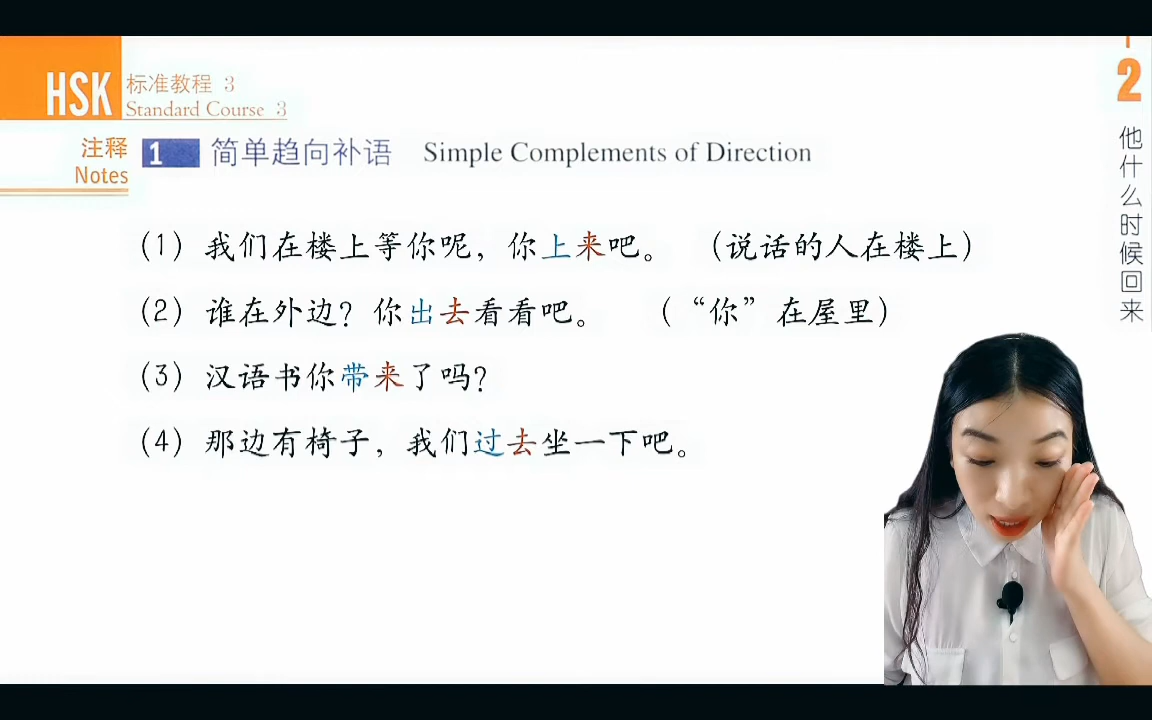 HSK 标准教程 3
Standard Course 3
注释
Notes
1 简单趋向补语 Simple Complements of Direction
(1) 我们在楼上等你呢，你上来吧。 (说话的人在楼上)
(2) 谁在外边？你出去看看吧。 (“你”在屋里)
(3) 汉语书你带来了吗？
(4) 那边有椅子，我们过去坐一下吧。
2
他什么时候回来